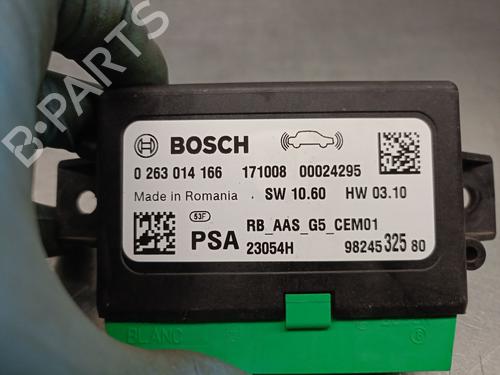 B-PARTS
BOSCH
0 263 014 166 171008 00024295
Made in Romania SW 10.60 HW 03.10
53F
RB_AAS_G5_CEM01
PSA 23054H 98245 325 80
BLANC